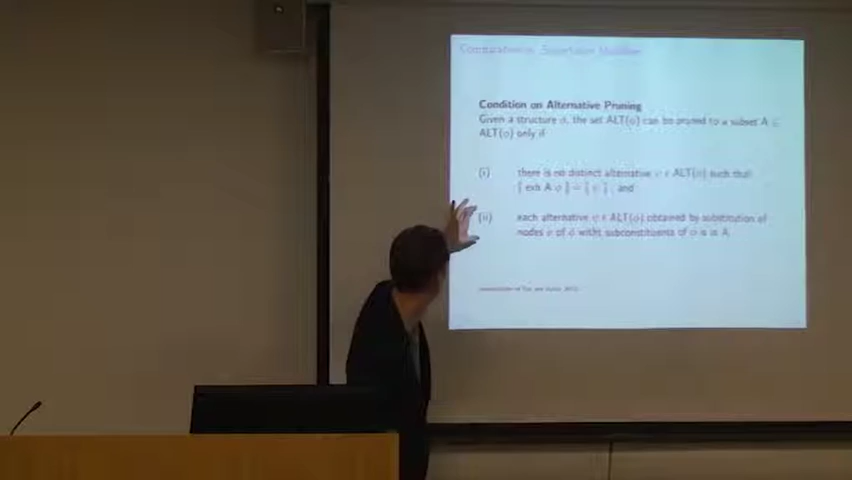 Condition on Alternative Pruning
Given a structure ϕ, the set ALT(ϕ) can be pruned to a subset A ⊆
ALT(ϕ) only if
(i) there is no distinct alternative ψ ∈ ALT(ϕ) such that
⟦ exh A ϕ ⟧ = ⟦ ψ ⟧, and
(ii) each alternative ψ ∈ ALT(ϕ) obtained by substitution of
nodes of ϕ with subconstituents of ϕ is in A